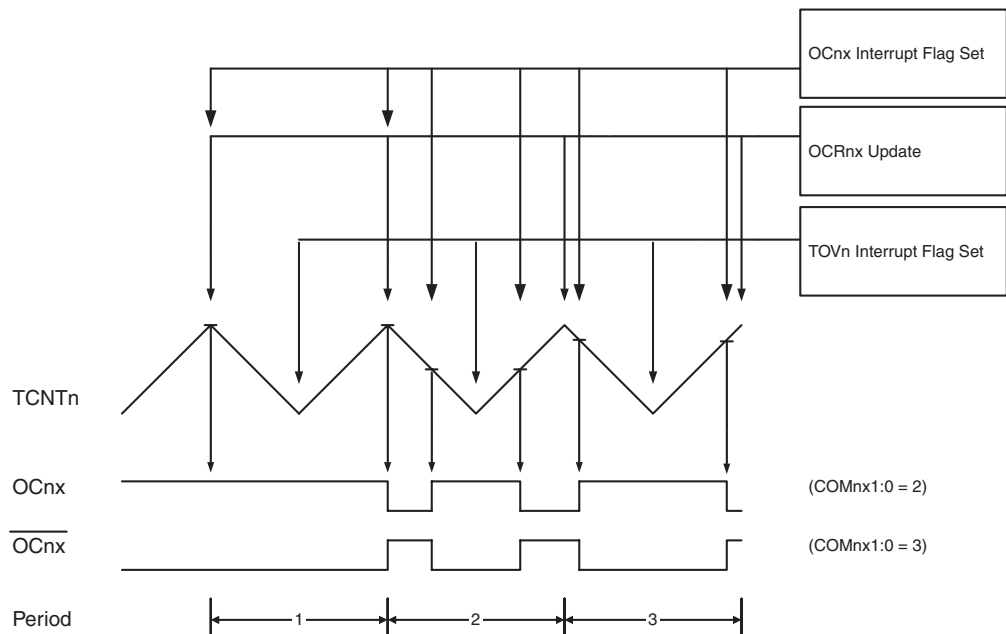 OCnx Interrupt Flag Set
OCRnx Update
TOVn Interrupt Flag Set
TCNTn
OCnx
(COMnx1:0 = 2)
OCnx
(COMnx1:0 = 3)
Period
1
2
3